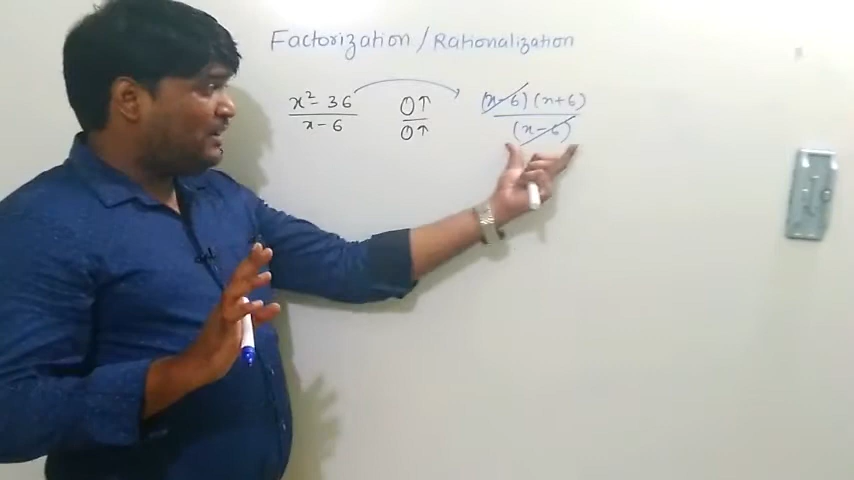 Factorization / Rationalization
x² - 36 / x - 6
0↑ / 0↑
(x-6) (x+6) / (x-6)